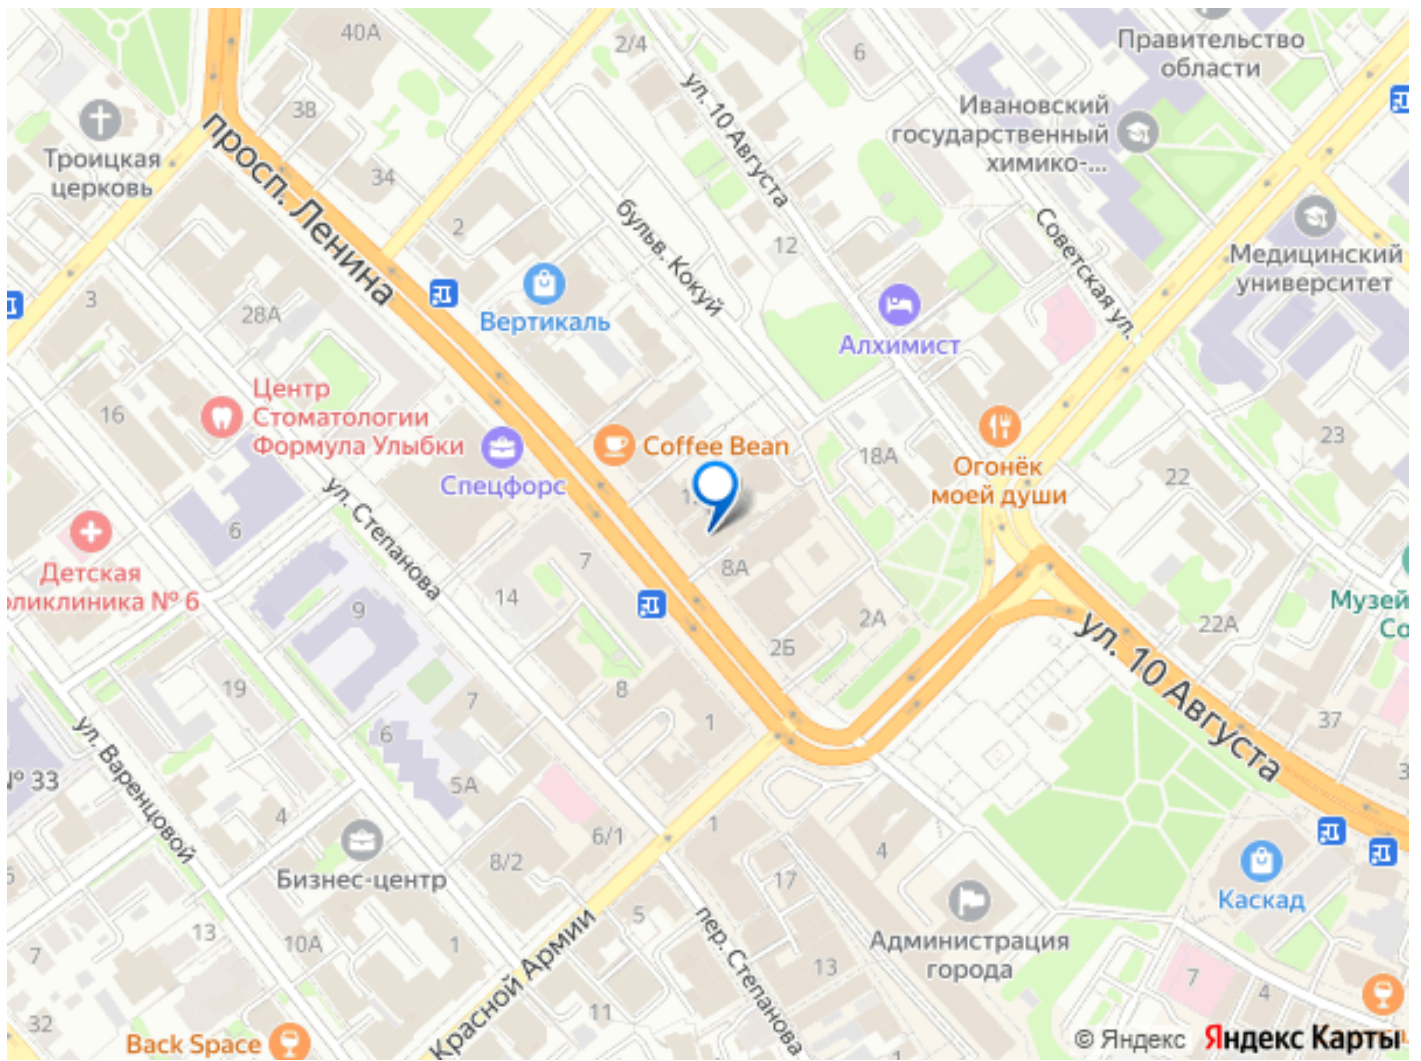 40А
2/4
6
Правительство
области
38
Ивановский
государственный
химико-...
ул. 10 Августа
Троицкая
церковь
просп. Ленина
34
2
бульв. Кокуй
12
Советская ул.
Медицинский
университет
3
28А
Вертикаль
Алхимист
16
Центр
Стоматологии
Формула Улыбки
Спецфорс
Coffee Bean
18А
Огонёк
моей души
23
22
ул. Степанова
6
Детская
оликлиника № 6
9
14
7
8А
2А
2Б
22А
Музей
Со
ул. 10 Августа
19
7
8
1
37
6
5А
№ 33
ул. Варенцовой
4
6/1
1
8/2
4
17
Бизнес-центр
Каскад
Администрация
города
5
13
10А
1
7
13
7
4
11
32
пер. Степанова
Красной Армии
Back Space
© Яндекс Яндекс Карты